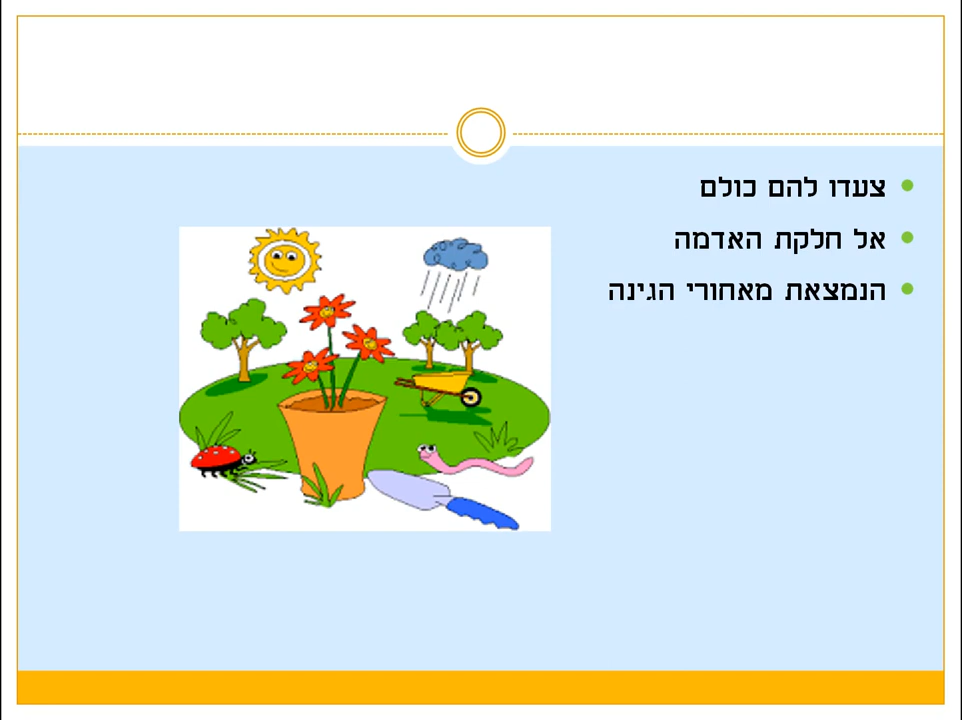 צעדו להם כולם
אל חלקת האדמה
הנמצאת מאחורי הגינה